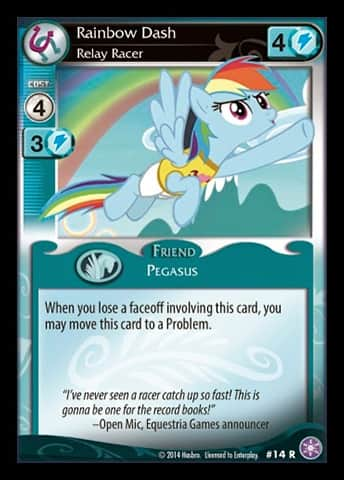 Rainbow Dash
Relay Racer
4
COST
4
3
FRIEND
PEGASUS
When you lose a faceoff involving this card, you
may move this card to a Problem.
"I've never seen a racer catch up so fast! This is
gonna be one for the record books!"
–Open Mic, Equestria Games announcer
© 2014 Hasbro. Licensed to Enterplay. #14 R